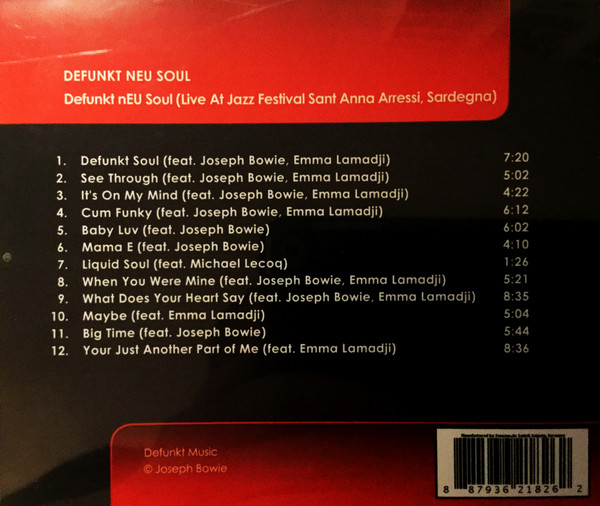 DEFUNKT NEU SOUL
Defunkt nEU Soul (Live At Jazz Festival Sant Anna Arressi, Sardegna)
1. Defunkt Soul (feat. Joseph Bowie, Emma Lamadji) 7:20
2. See Through (feat. Joseph Bowie, Emma Lamadji) 5:02
3. It's On My Mind (feat. Joseph Bowie, Emma Lamadji) 4:22
4. Cum Funky (feat. Joseph Bowie, Emma Lamadji) 6:12
5. Baby Luv (feat. Joseph Bowie) 6:02
6. Mama E (feat. Joseph Bowie) 4:10
7. Liquid Soul (feat. Michael Lecoq) 1:26
8. When You Were Mine (feat. Joseph Bowie, Emma Lamadji) 5:21
9. What Does Your Heart Say (feat. Joseph Bowie, Emma Lamadji) 8:35
10. Maybe (feat. Emma Lamadji) 5:04
11. Big Time (feat. Joseph Bowie) 5:44
12. Your Just Another Part of Me (feat. Emma Lamadji) 8:36
Defunkt Music
© Joseph Bowie
Manufactured by
8 87936 21826 2